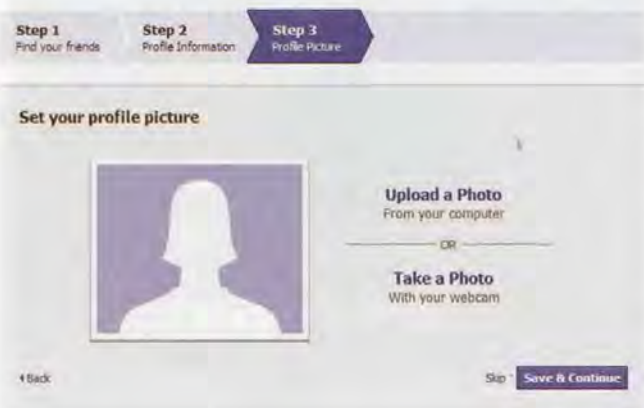 Step 1
Find your friends
Step 2
Profile Information
Step 3
Profile Picture
Set your profile picture
Upload a Photo
From your computer
OR
Take a Photo
With your webcam
Back
Skip
Save & Continue